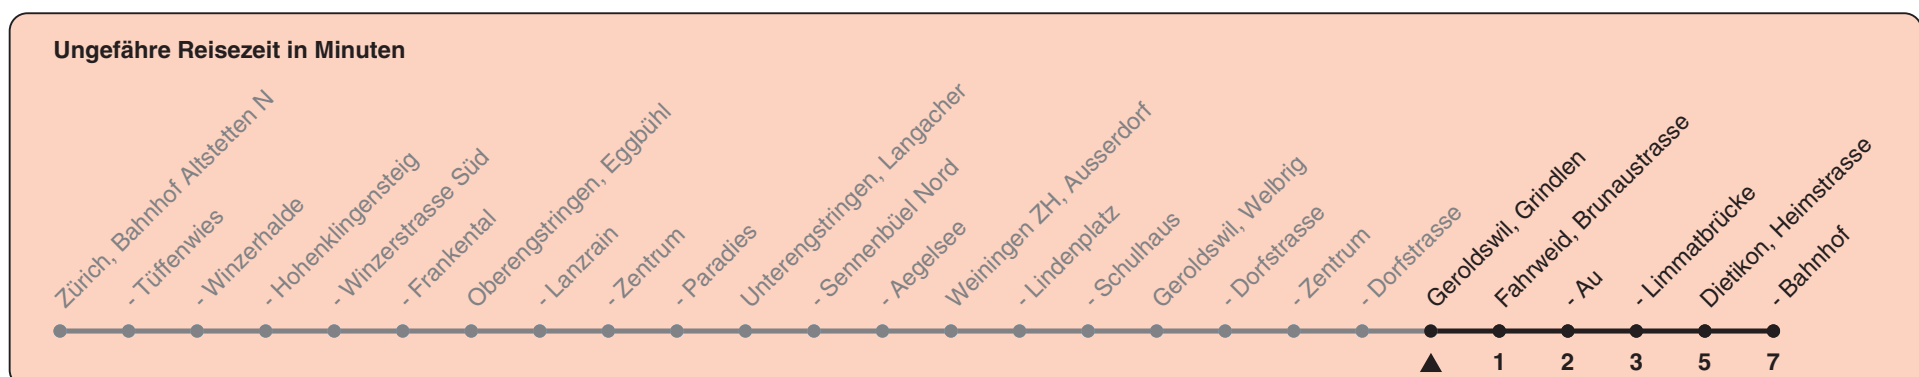 Ungefähre Reisezeit in Minuten
Zürich, Bahnhof Altstetten N
- Tüffenwies
- Winzerhalde
- Hohenklingensteig
- Winzerstrasse Süd
- Frankental
Oberengstringen, Eggbühl
- Lanzrain
- Zentrum
- Paradies
Unterengstringen, Langacher
- Sennenbüel Nord
- Aegelsee
Weiningen ZH, Ausserdorf
- Lindenplatz
- Schulhaus
Geroldswil, Welbrig
- Dorfstrasse
- Zentrum
- Dorfstrasse
Geroldswil, Grindlen
Fahrweid, Brunaustrasse
- Au
- Limmatbrücke
Dietikon, Heimstrasse
- Bahnhof
1 2 3 5 7